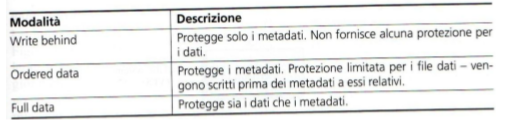 Modalità Descrizione
Write behind Protegge solo i metadati. Non fornisce alcuna protezione per
i dati.
Ordered data Protegge i metadati. Protezione limitata per i file dati – ven-
gono scritti prima dei metadati a essi relativi.
Full data Protegge sia i dati che i metadati.